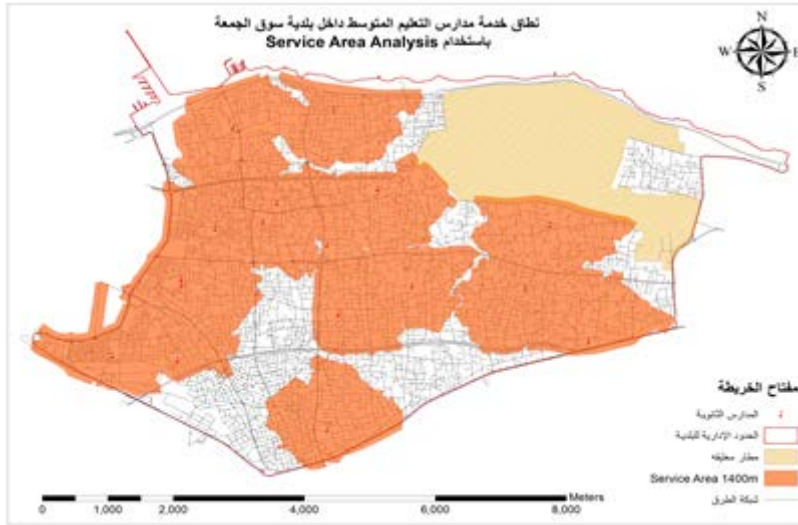 نطاق خدمة مدارس التعليم المتوسط داخل بلدية سوق الجمعة
باستخدام Service Area Analysis
N
W
E
S
مفتاح الخريطة
المدارس الثانوية
الحدود الإدارية للبلدية
مطار معيتيقه
Service Area 1400m
شبكة الطرق
0 1,000 2,000 4,000 6,000 8,000 Meters